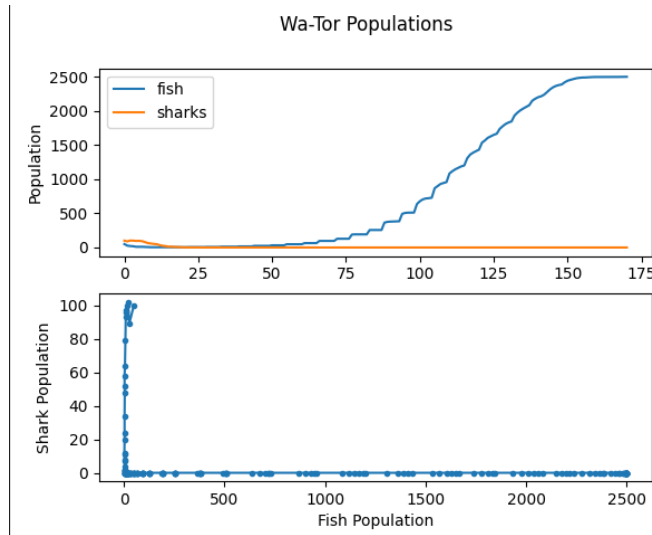 Wa-Tor Populations
2500
2000
1500
1000
500
0
Population
fish
sharks
0 25 50 75 100 125 150 175
100
80
60
40
20
0
Shark Population
0 500 1000 1500 2000 2500
Fish Population